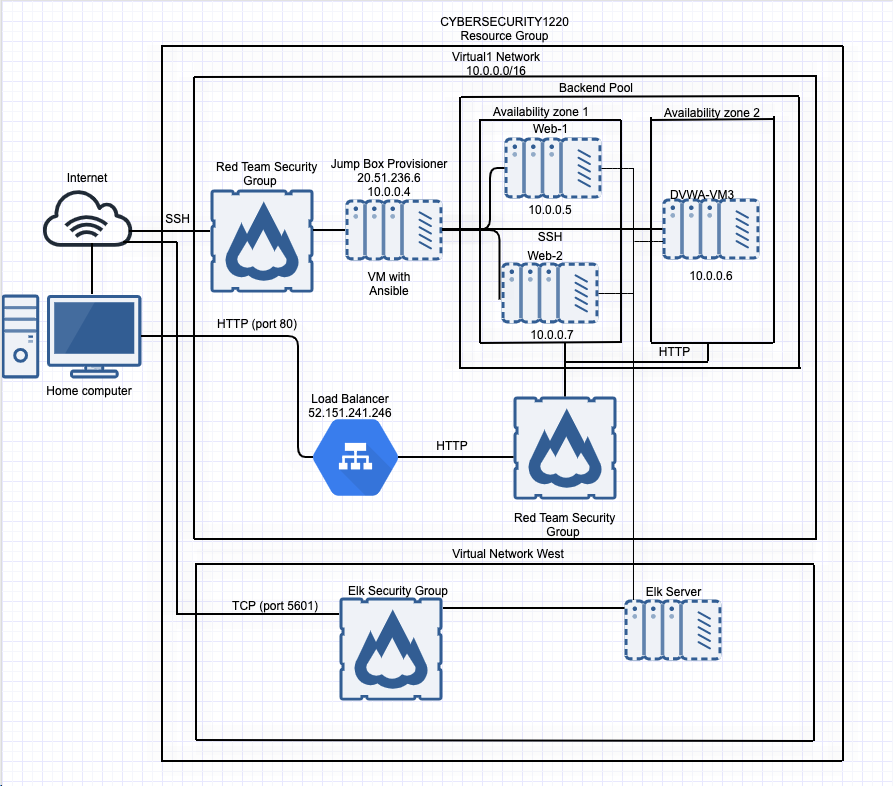 CYBERSECURITY1220
Resource Group
Virtual1 Network
10.0.0.0/16
Backend Pool
Availability zone 1
Availability zone 2
Web-1
10.0.0.5
DVWA-VM3
10.0.0.6
Web-2
10.0.0.7
SSH
Jump Box Provisioner
20.51.236.6
10.0.0.4
VM with
Ansible
Red Team Security
Group
Internet
SSH
Home computer
HTTP (port 80)
HTTP
Load Balancer
52.151.241.246
HTTP
Red Team Security
Group
Virtual Network West
Elk Security Group
TCP (port 5601)
Elk Server